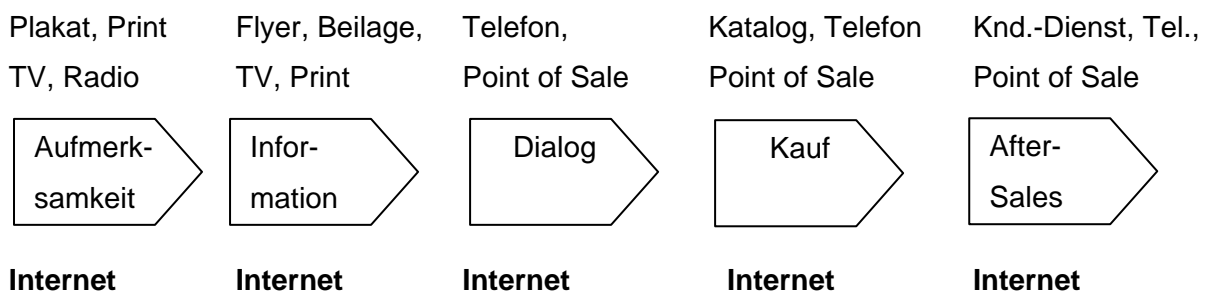 Plakat, Print
TV, Radio
Flyer, Beilage,
TV, Print
Telefon,
Point of Sale
Katalog, Telefon
Point of Sale
Knd.-Dienst, Tel.,
Point of Sale
Aufmerk-
samkeit
Infor-
mation
Dialog
Kauf
After-
Sales
Internet
Internet
Internet
Internet
Internet